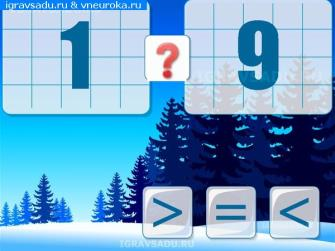 igravsadu.ru & vneuroka.ru
1 ? 9
> = <
IGRAVSADU.RU